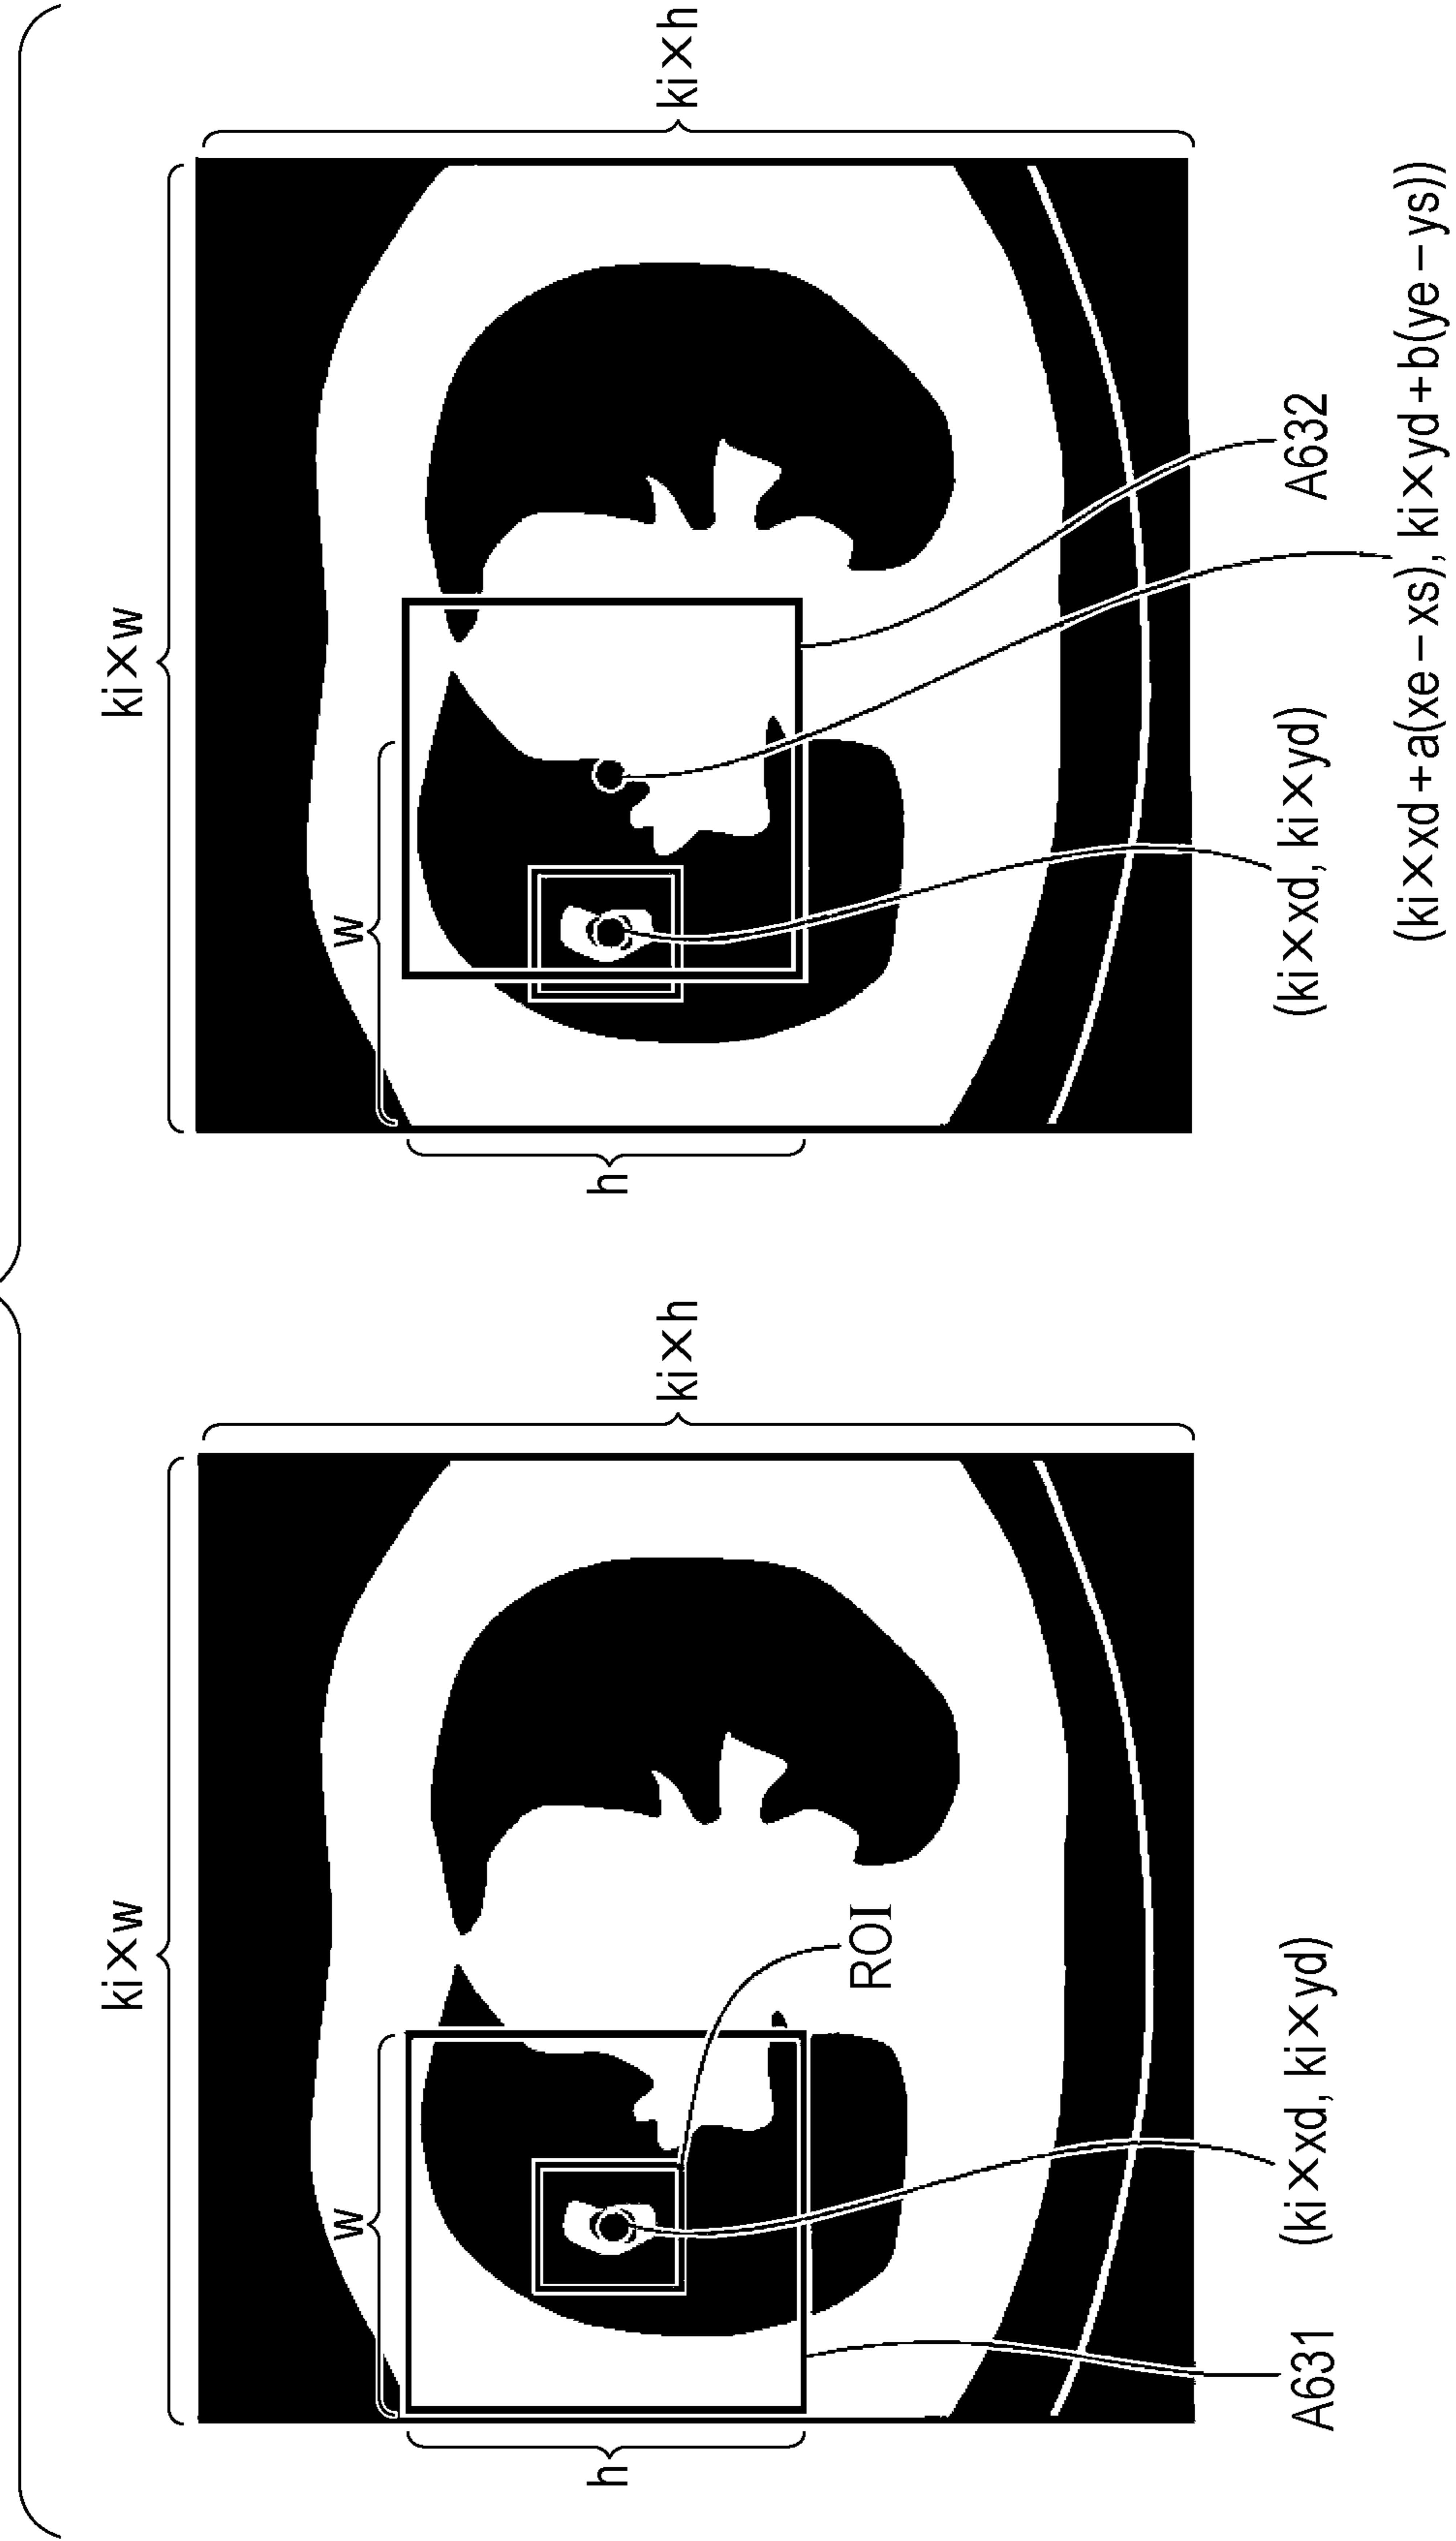 ki×w
w
h
ki×h
ROI
A631
(ki×xd, ki×yd)
ki×w
w
h
ki×h
(ki×xd, ki×yd)
A632
(ki×xd+a(xe−xs), ki×yd+b(ye−ys))